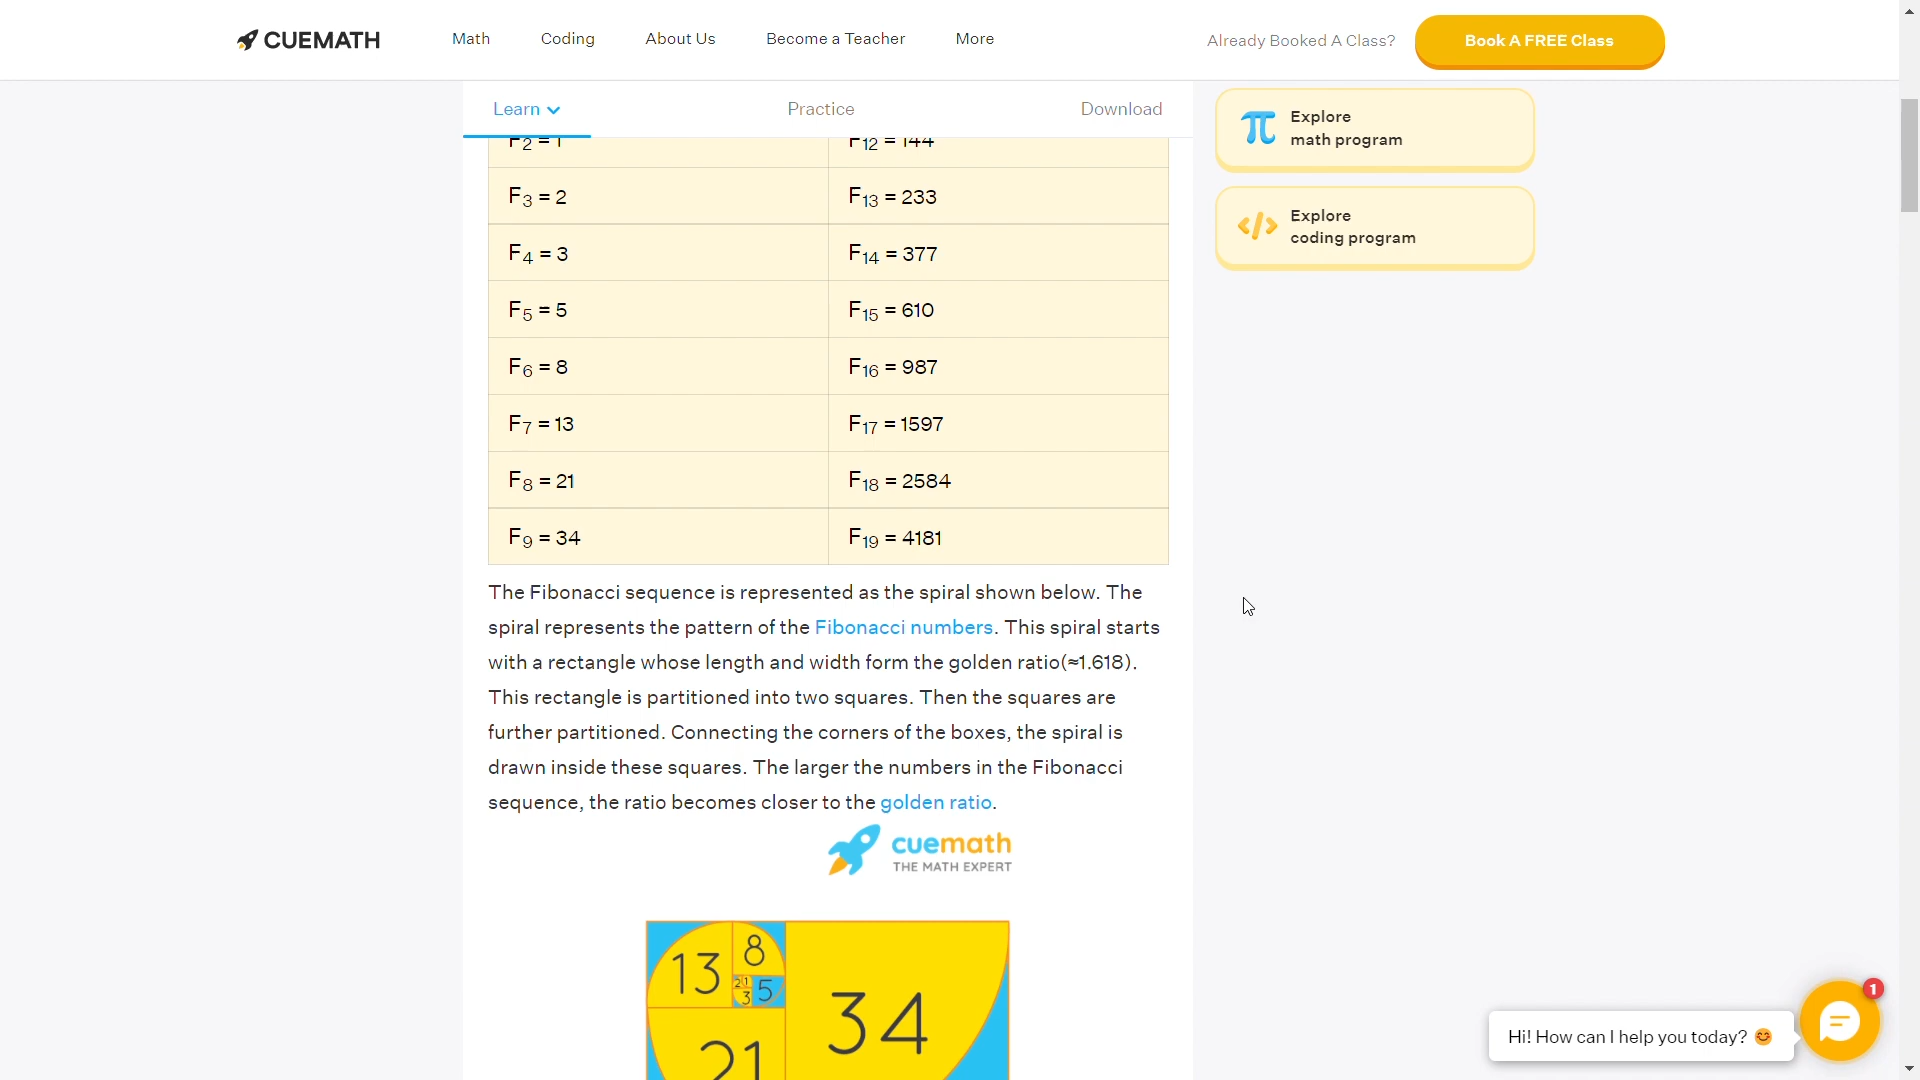 CUEMATH
Math Coding About Us Become a Teacher More
Already Booked A Class? Book A FREE Class
Learn Practice Download
F2 = 1 F12 = 144
F3 = 2 F13 = 233
F4 = 3 F14 = 377
F5 = 5 F15 = 610
F6 = 8 F16 = 987
F7 = 13 F17 = 1597
F8 = 21 F18 = 2584
F9 = 34 F19 = 4181
The Fibonacci sequence is represented as the spiral shown below. The
spiral represents the pattern of the Fibonacci numbers. This spiral starts
with a rectangle whose length and width form the golden ratio(≈1.618).
This rectangle is partitioned into two squares. Then the squares are
further partitioned. Connecting the corners of the boxes, the spiral is
drawn inside these squares. The larger the numbers in the Fibonacci
sequence, the ratio becomes closer to the golden ratio.
cuemath
THE MATH EXPERT
13 8
2 1
3 5
34
21
π Explore
math program
</> Explore
coding program
1
Hi! How can I help you today? 😊